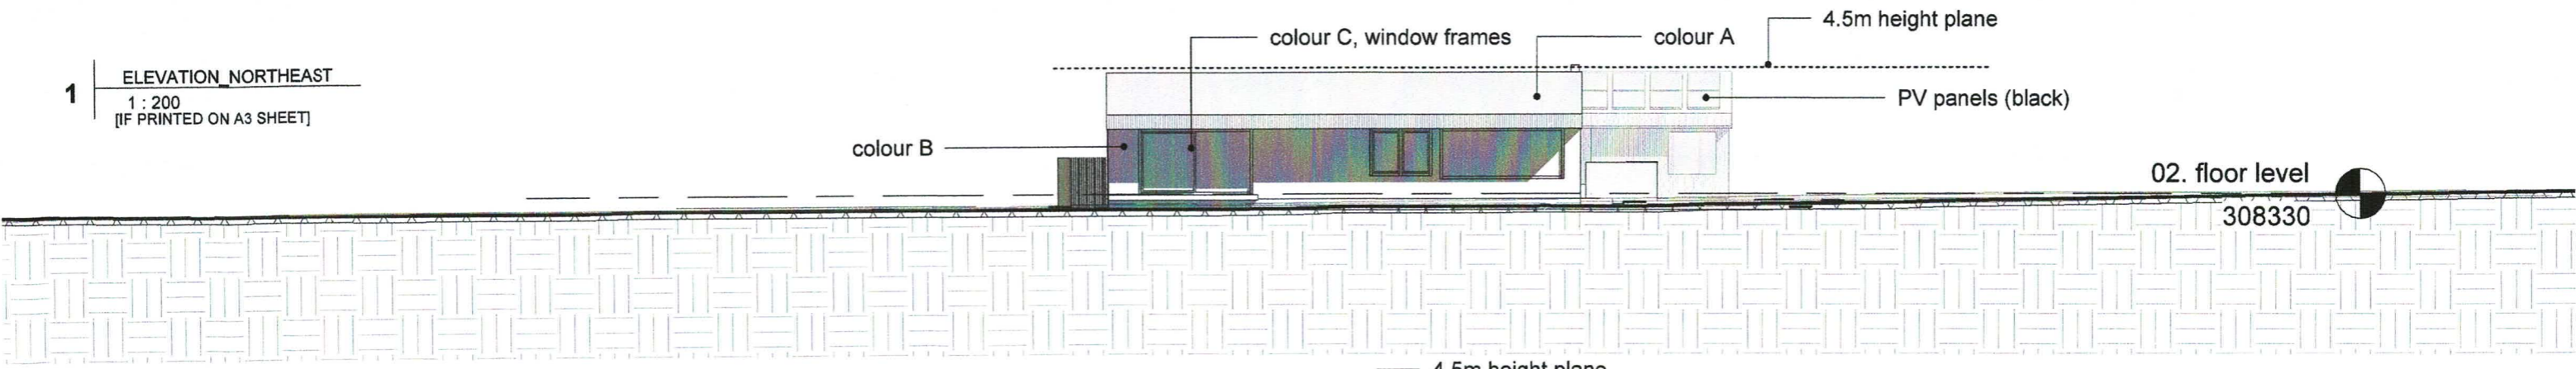 4.5m height plane
colour C, window frames
colour A
1
ELEVATION_NORTHEAST
1 : 200
[IF PRINTED ON A3 SHEET]
PV panels (black)
colour B
02. floor level
308330
4.5m height plane